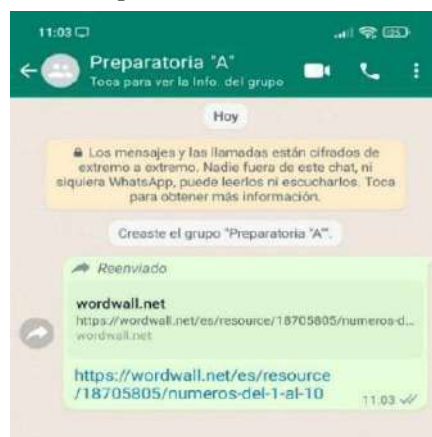 11:03
Preparatoria "A"
Toca para ver la Info. del grupo
Hoy
Los mensajes y las llamadas están cifrados de
extremo a extremo. Nadie fuera de este chat, ni
siquiera WhatsApp, puede leerlos ni escucharlos. Toca
para obtener más información.
Creaste el grupo "Preparatoria "A"".
Reenviado
wordwall.net
https://wordwall.net/es/resource/18705805/numeros-d...
wordwall.net
https://wordwall.net/es/resource
/18705805/numeros-del-1-al-10
11:03